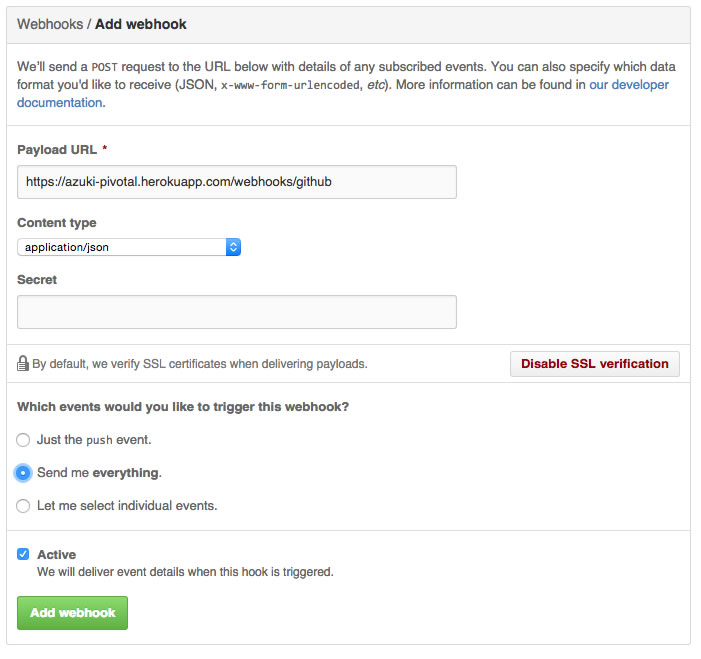 Webhooks / Add webhook
We'll send a POST request to the URL below with details of any subscribed events. You can also specify which data
format you'd like to receive (JSON, x-www-form-urlencoded, etc). More information can be found in our developer
documentation.
Payload URL *
https://azuki-pivotal.herokuapp.com/webhooks/github
Content type
application/json
Secret
By default, we verify SSL certificates when delivering payloads.
Disable SSL verification
Which events would you like to trigger this webhook?
Just the push event.
Send me everything.
Let me select individual events.
Active
We will deliver event details when this hook is triggered.
Add webhook